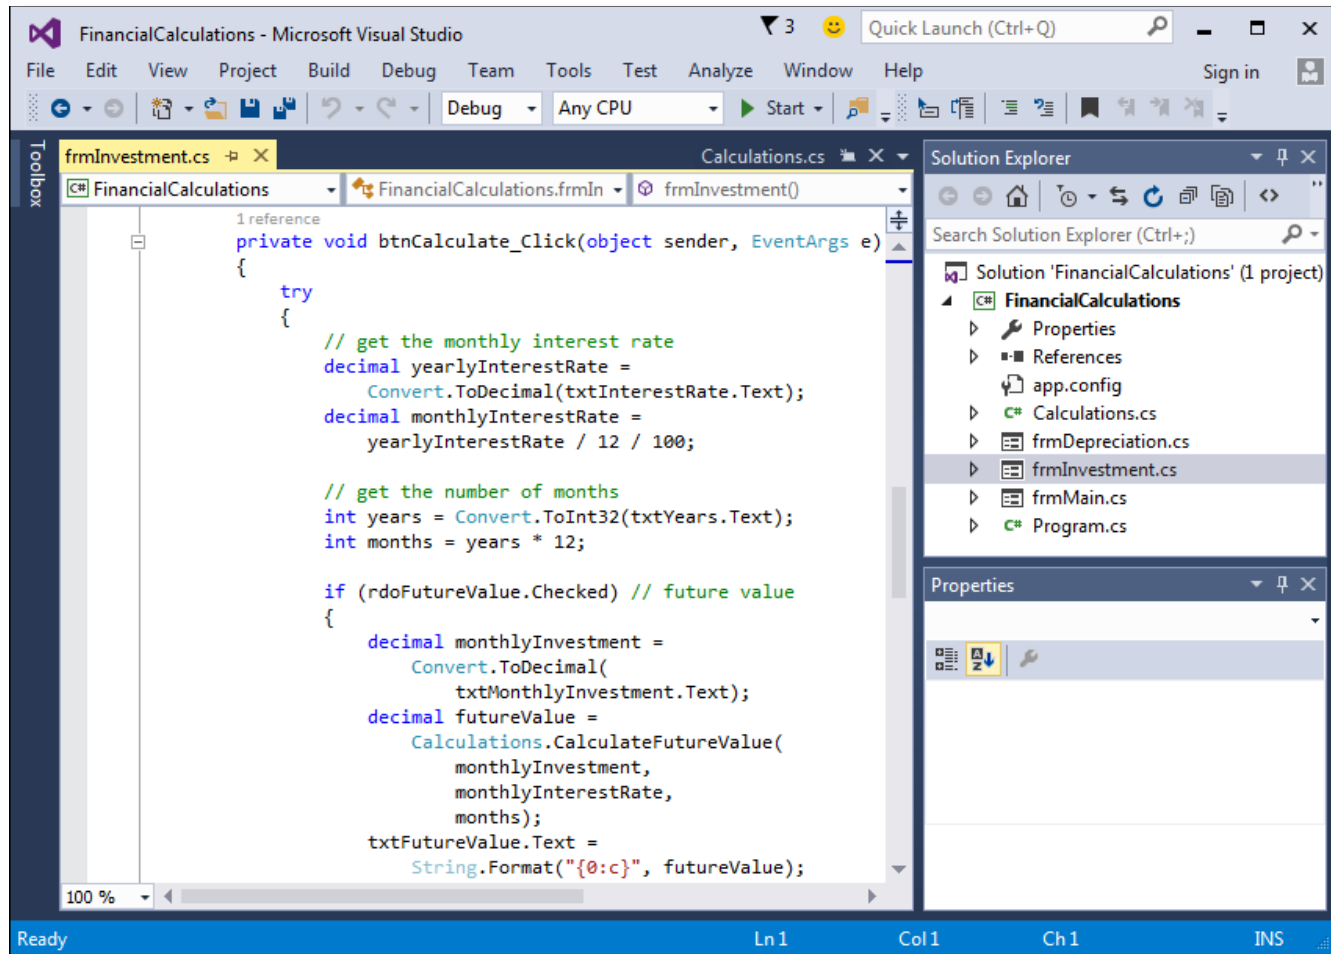 FinancialCalculations - Microsoft Visual Studio
3
Quick Launch (Ctrl+Q)
File Edit View Project Build Debug Team Tools Test Analyze Window Help
Sign in
Debug Any CPU Start
Toolbox
frmInvestment.cs
Calculations.cs
FinancialCalculations FinancialCalculations.frmIn frmInvestment()
1 reference
private void btnCalculate_Click(object sender, EventArgs e)
{
try
{
// get the monthly interest rate
decimal yearlyInterestRate =
Convert.ToDecimal(txtInterestRate.Text);
decimal monthlyInterestRate =
yearlyInterestRate / 12 / 100;
// get the number of months
int years = Convert.ToInt32(txtYears.Text);
int months = years * 12;
if (rdoFutureValue.Checked) // future value
{
decimal monthlyInvestment =
Convert.ToDecimal(
txtMonthlyInvestment.Text);
decimal futureValue =
Calculations.CalculateFutureValue(
monthlyInvestment,
monthlyInterestRate,
months);
txtFutureValue.Text =
String.Format("{0:c}", futureValue);
100 %
Solution Explorer
Search Solution Explorer (Ctrl+;)
Solution 'FinancialCalculations' (1 project)
C# FinancialCalculations
Properties
References
app.config
C# Calculations.cs
frmDepreciation.cs
frmInvestment.cs
frmMain.cs
C# Program.cs
Properties
Ready Ln 1 Col 1 Ch 1 INS